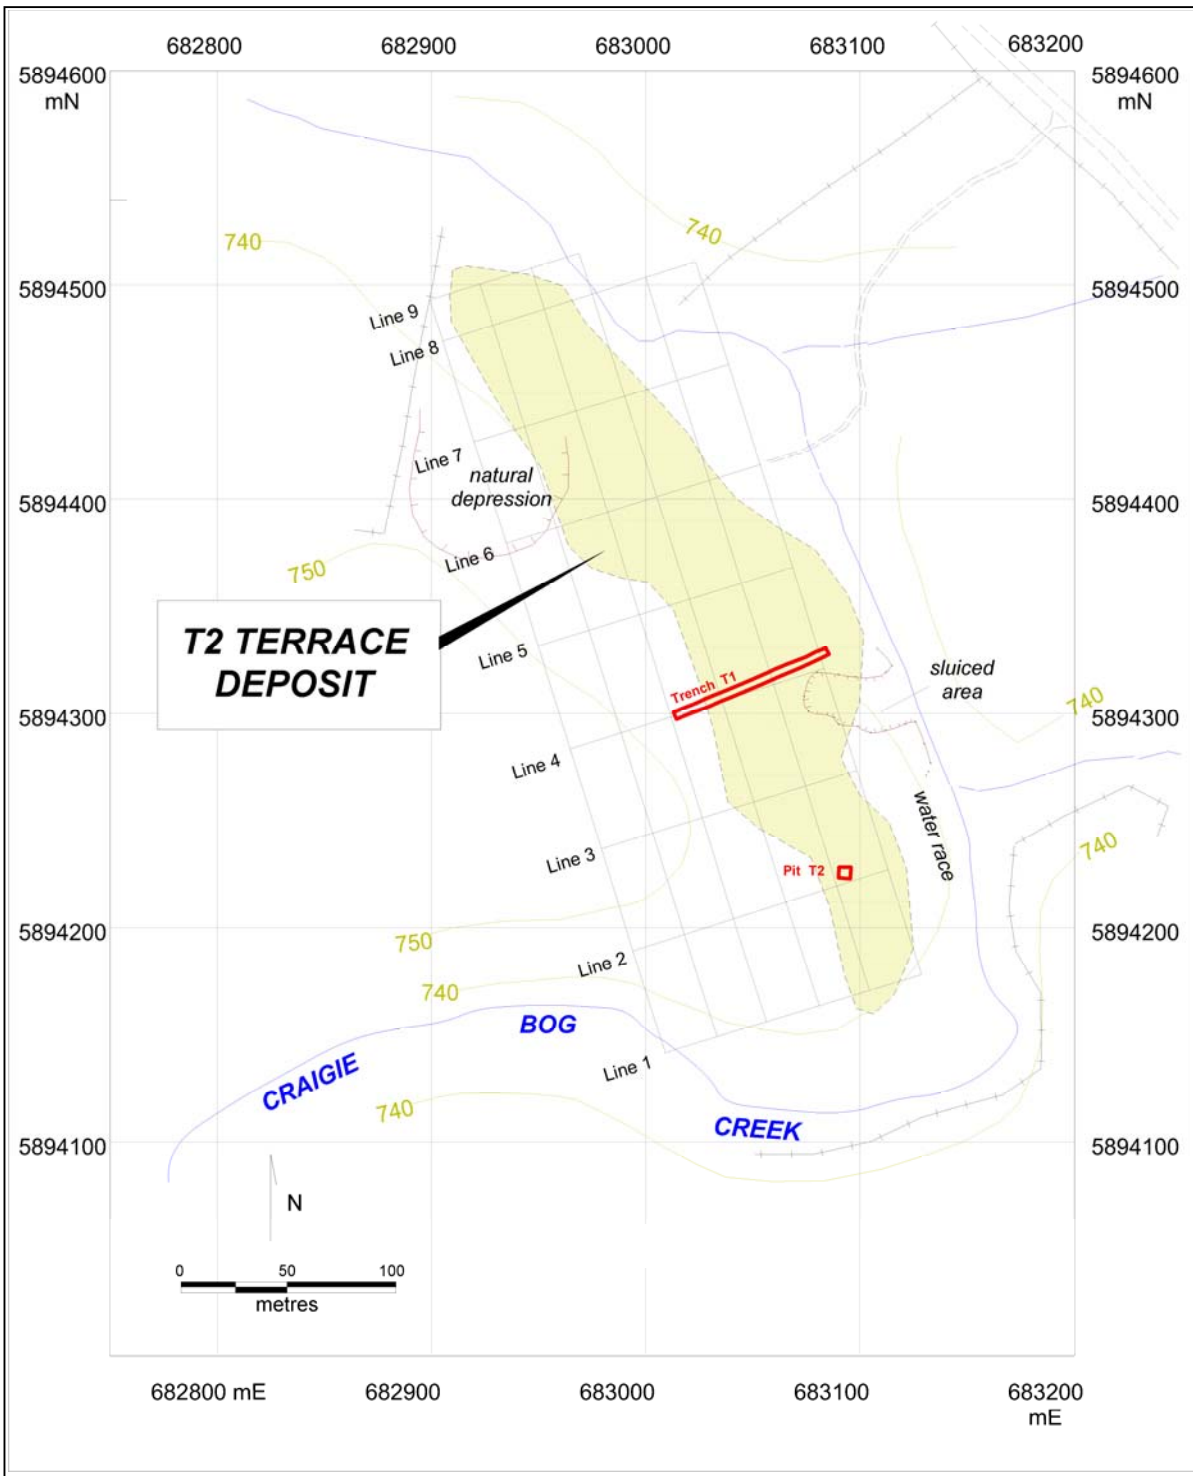 682800 682900 683000 683100 683200
5894600 mN
5894600 mN
740
740
5894500
5894500
Line 9
Line 8
Line 7
natural depression
5894400
5894400
Line 6
750
T2 TERRACE
DEPOSIT
Line 5
sluiced area
Trench T1
740
5894300
5894300
Line 4
water race
740
Line 3
Pit T2
5894200
5894200
750
Line 2
740
BOG
Line 1
CRAIGIE
740
CREEK
5894100
5894100
N
0 50 100
metres
682800 mE 682900 683000 683100 683200 mE